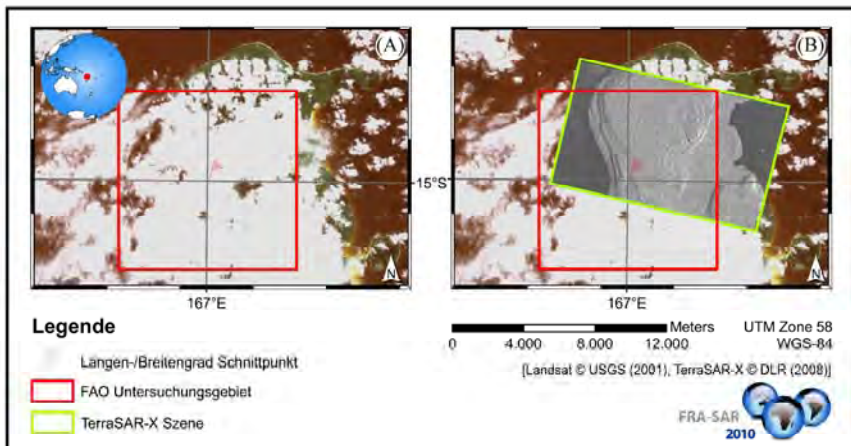 (A)
(B)
15°S
N
N
167°E
167°E
Legende
Längen-/Breitengrad Schnittpunkt
FAO Untersuchungsgebiet
TerraSAR-X Szene
Meters
0 4.000 8.000 12.000
UTM Zone 58
WGS-84
[Landsat © USGS (2001), TerraSAR-X © DLR (2008)]
FRA-SAR
2010